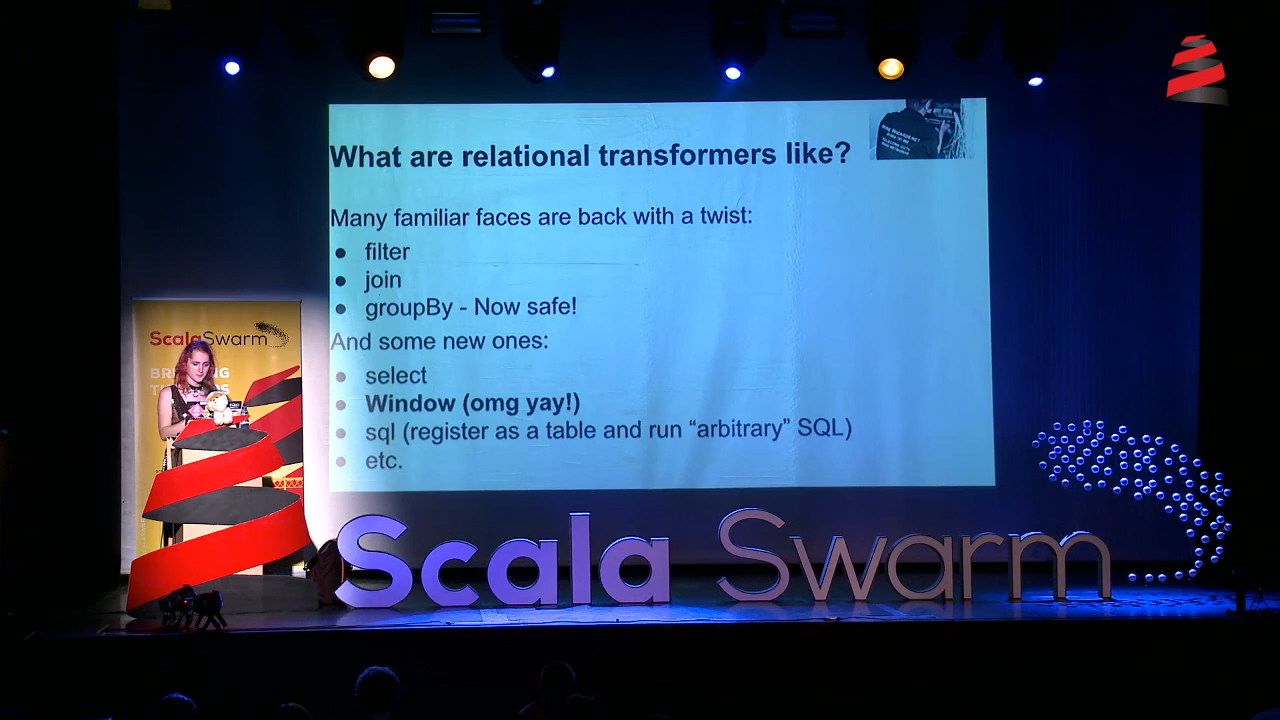 What are relational transformers like?
Many familiar faces are back with a twist:
● filter
● join
● groupBy - Now safe!
And some new ones:
● select
● Window (omg yay!)
● sql (register as a table and run “arbitrary” SQL)
● etc.
ScalaSwarm
Scala Swarm